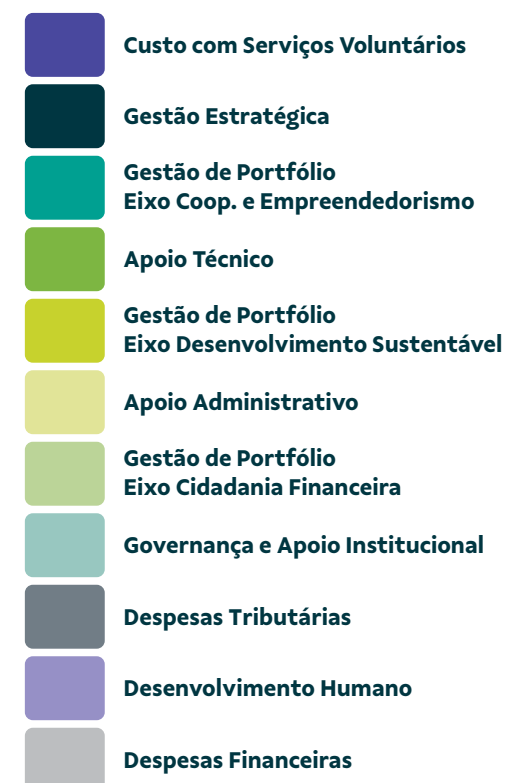 Custo com Serviços Voluntários
Gestão Estratégica
Gestão de Portfólio
Eixo Coop. e Empreendedorismo
Apoio Técnico
Gestão de Portfólio
Eixo Desenvolvimento Sustentável
Apoio Administrativo
Gestão de Portfólio
Eixo Cidadania Financeira
Governança e Apoio Institucional
Despesas Tributárias
Desenvolvimento Humano
Despesas Financeiras